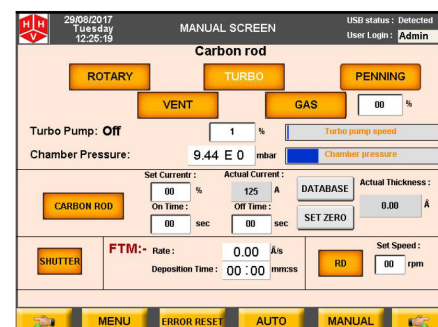 HH
V
29/08/2017
Tuesday
12:25:19
MANUAL SCREEN
USB status : Detected
User Login : Admin
Carbon rod
ROTARY TURBO PENNING
VENT GAS 00 %
Turbo Pump: Off 1 % Turbo pump speed
Chamber Pressure: 9.44 E 0 mbar Chamber pressure
Set Currentr : Actual Current :
CARBON ROD 00 % 125 A DATABASE Actual Thickness :
On Time : Off Time : 0.00 Å
00 sec 00 sec SET ZERO
SHUTTER FTM:- Rate : 0.00 Å/s Set Speed :
Deposition Time : 00 : 00 mm:ss RD 00 rpm
MENU ERROR RESET AUTO MANUAL